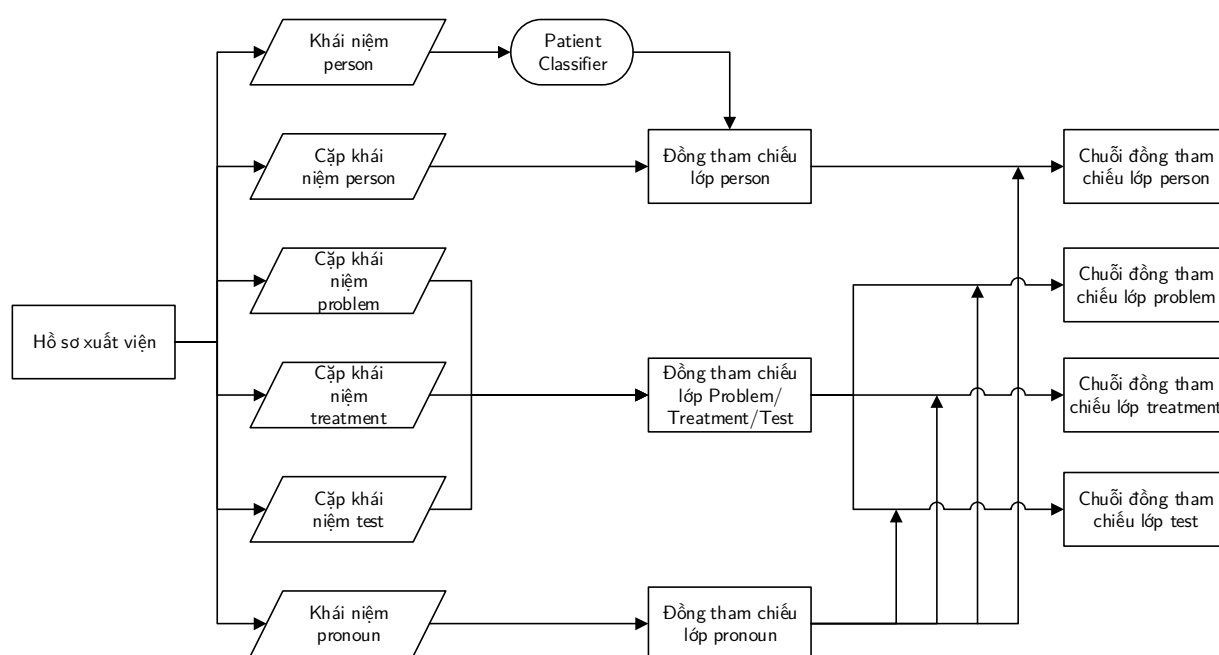 Khái niệm
person
Patient
Classifier
Cặp khái
niệm person
Đồng tham chiếu
lớp person
Chuỗi đồng tham
chiếu lớp person
Cặp khái
niệm
problem
Chuỗi đồng tham
chiếu lớp problem
Hồ sơ xuất viện
Cặp khái
niệm
treatment
Đồng tham chiếu
lớp Problem/
Treatment/Test
Chuỗi đồng tham
chiếu lớp treatment
Cặp khái
niệm test
Chuỗi đồng tham
chiếu lớp test
Khái niệm
pronoun
Đồng tham chiếu
lớp pronoun